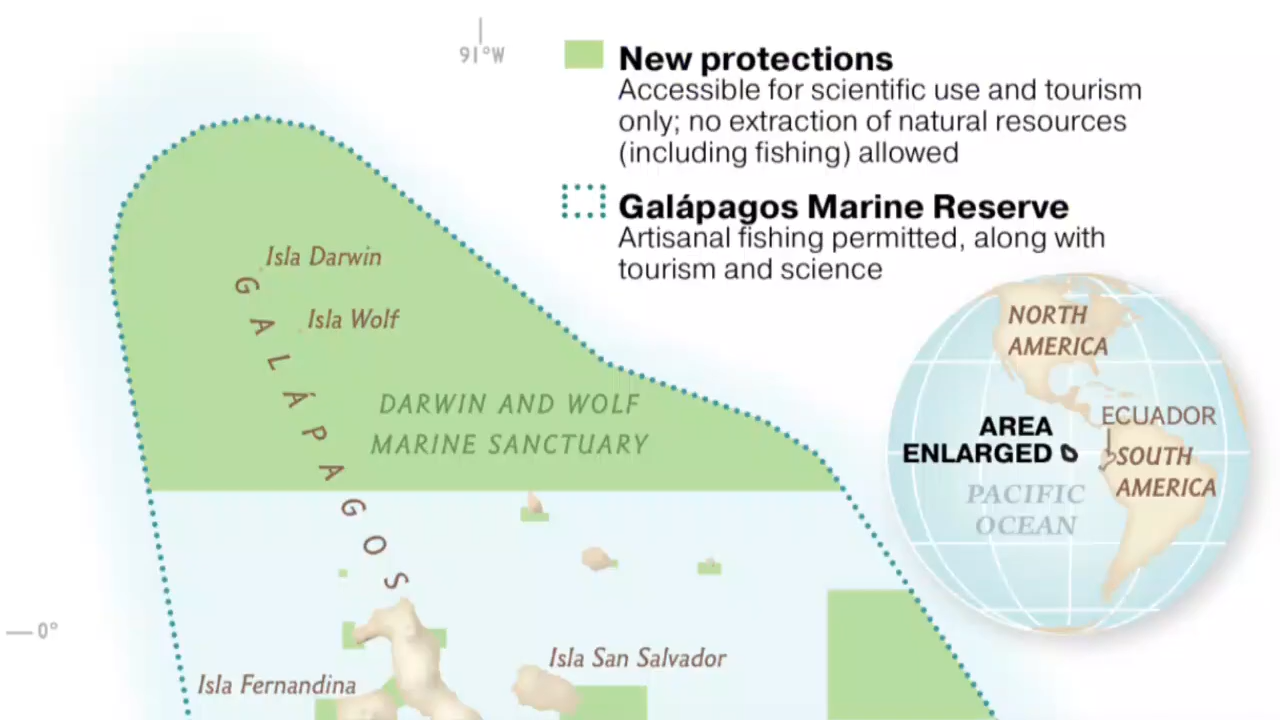 91°W
New protections
Accessible for scientific use and tourism
only; no extraction of natural resources
(including fishing) allowed
Galápagos Marine Reserve
Artisanal fishing permitted, along with
tourism and science
Isla Darwin
Isla Wolf
GALÁPAGOS
DARWIN AND WOLF
MARINE SANCTUARY
NORTH
AMERICA
ECUADOR
AREA
ENLARGED
SOUTH
AMERICA
PACIFIC
OCEAN
0°
Isla San Salvador
Isla Fernandina